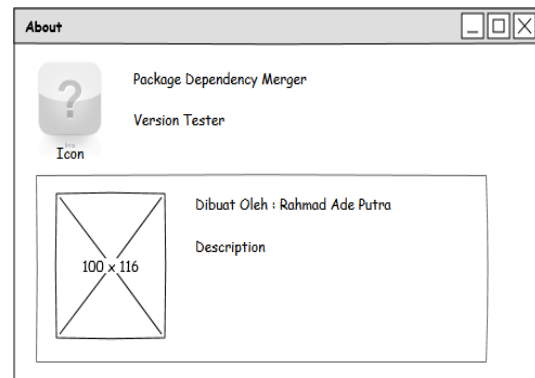 About
Package Dependency Merger
Version Tester
Icon
Dibuat Oleh : Rahmad Ade Putra
Description
100 x 116